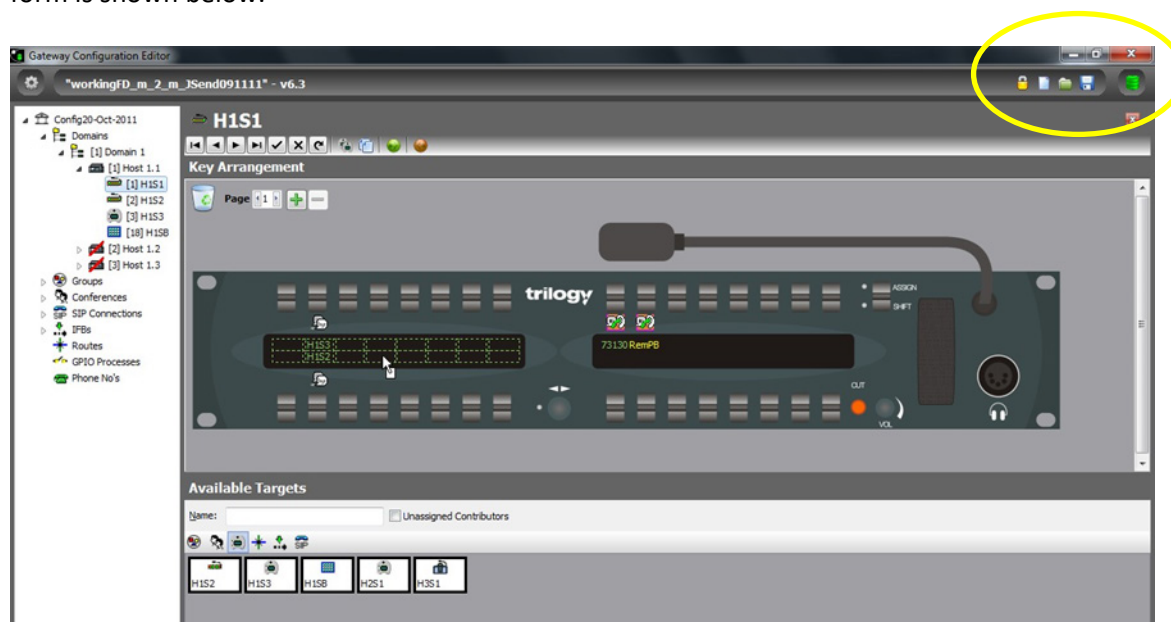 form is shown below:
Gateway Configuration Editor
"workingFD_m_2_m_JSend091111" - v6.3
Config20-Oct-2011
Domains
[1] Domain 1
[1] Host 1.1
[1] H1S1
[2] H1S2
[3] H1S3
[18] H1SB
[2] Host 1.2
[3] Host 1.3
Groups
Conferences
SIP Connections
IFBs
Routes
GPIO Processes
Phone No's
H1S1
Key Arrangement
Page 1
trilogy
ASSIGN
SHIFT
H1S3
H1S2
73130 RemPB
CUT
VOL
Available Targets
Name:
Unassigned Contributors
SIP
H1S2 H1S3 H1SB H2S1 H3S1